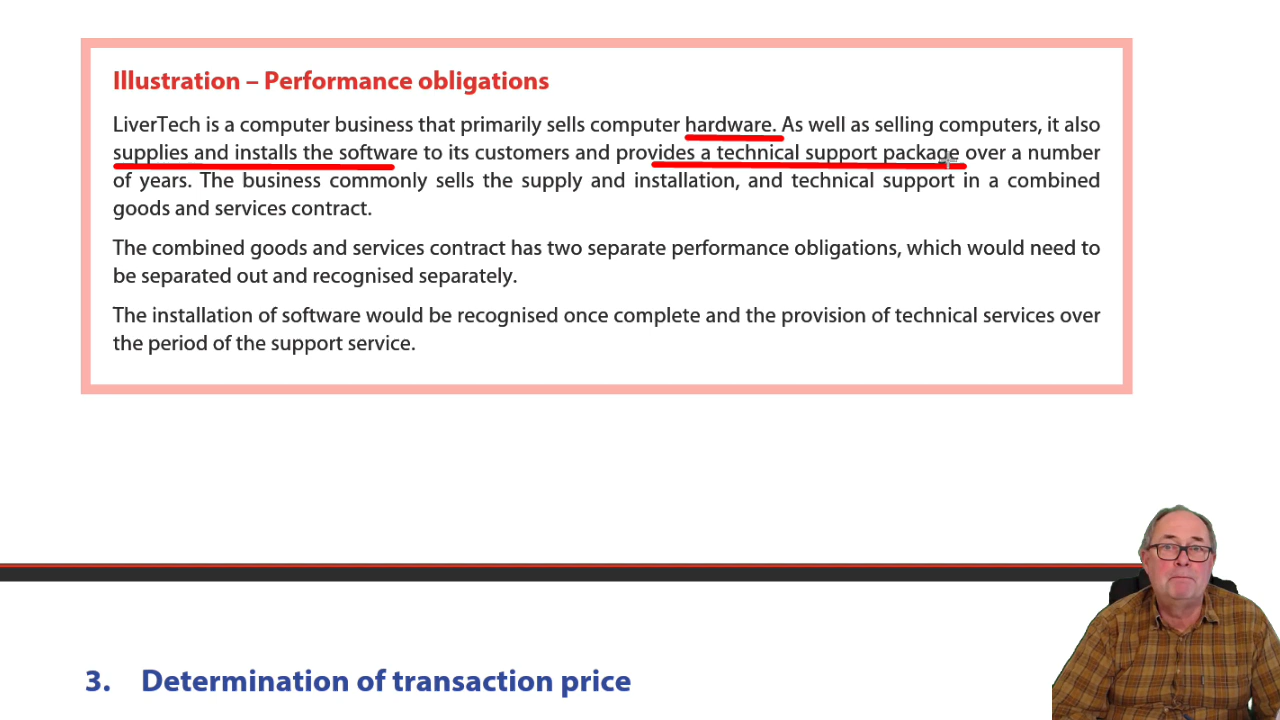 Illustration – Performance obligations
LiverTech is a computer business that primarily sells computer hardware. As well as selling computers, it also
supplies and installs the software to its customers and provides a technical support package over a number
of years. The business commonly sells the supply and installation, and technical support in a combined
goods and services contract.
The combined goods and services contract has two separate performance obligations, which would need to
be separated out and recognised separately.
The installation of software would be recognised once complete and the provision of technical services over
the period of the support service.
3. Determination of transaction price